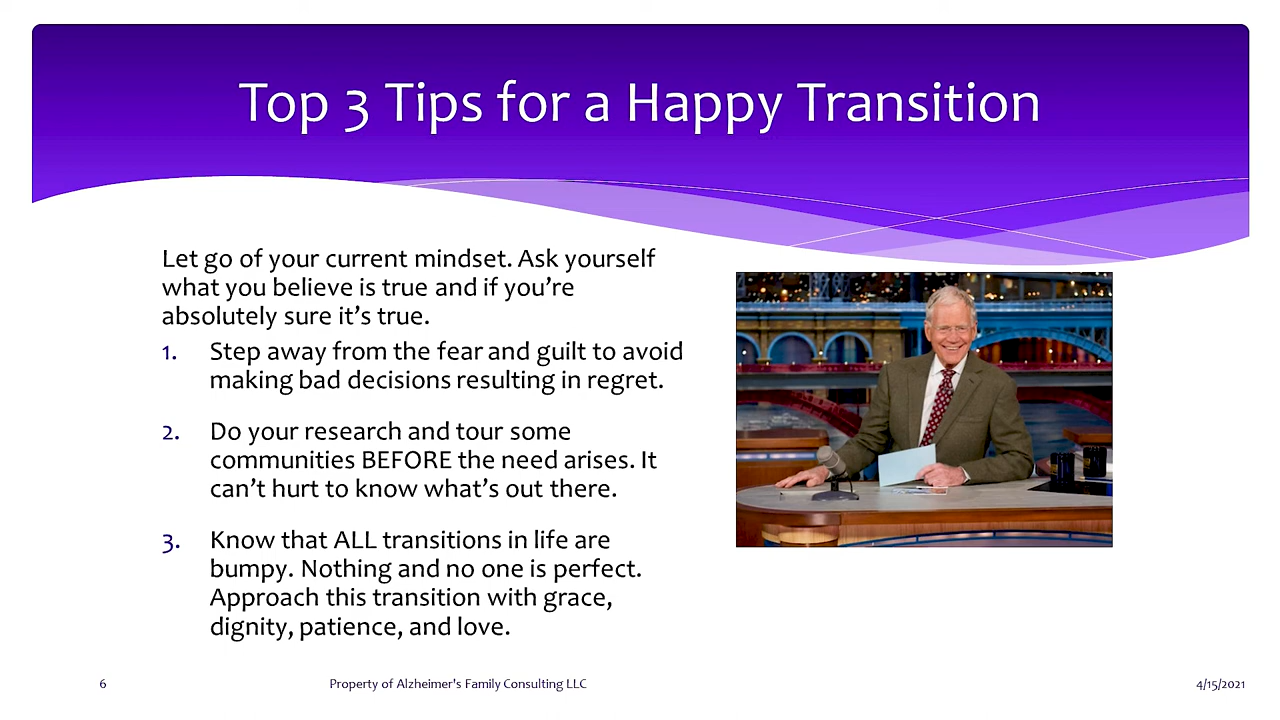 Top 3 Tips for a Happy Transition
Let go of your current mindset. Ask yourself
what you believe is true and if you’re
absolutely sure it’s true.
1. Step away from the fear and guilt to avoid
making bad decisions resulting in regret.
2. Do your research and tour some
communities BEFORE the need arises. It
can’t hurt to know what’s out there.
3. Know that ALL transitions in life are
bumpy. Nothing and no one is perfect.
Approach this transition with grace,
dignity, patience, and love.
6 Property of Alzheimer's Family Consulting LLC 4/15/2021